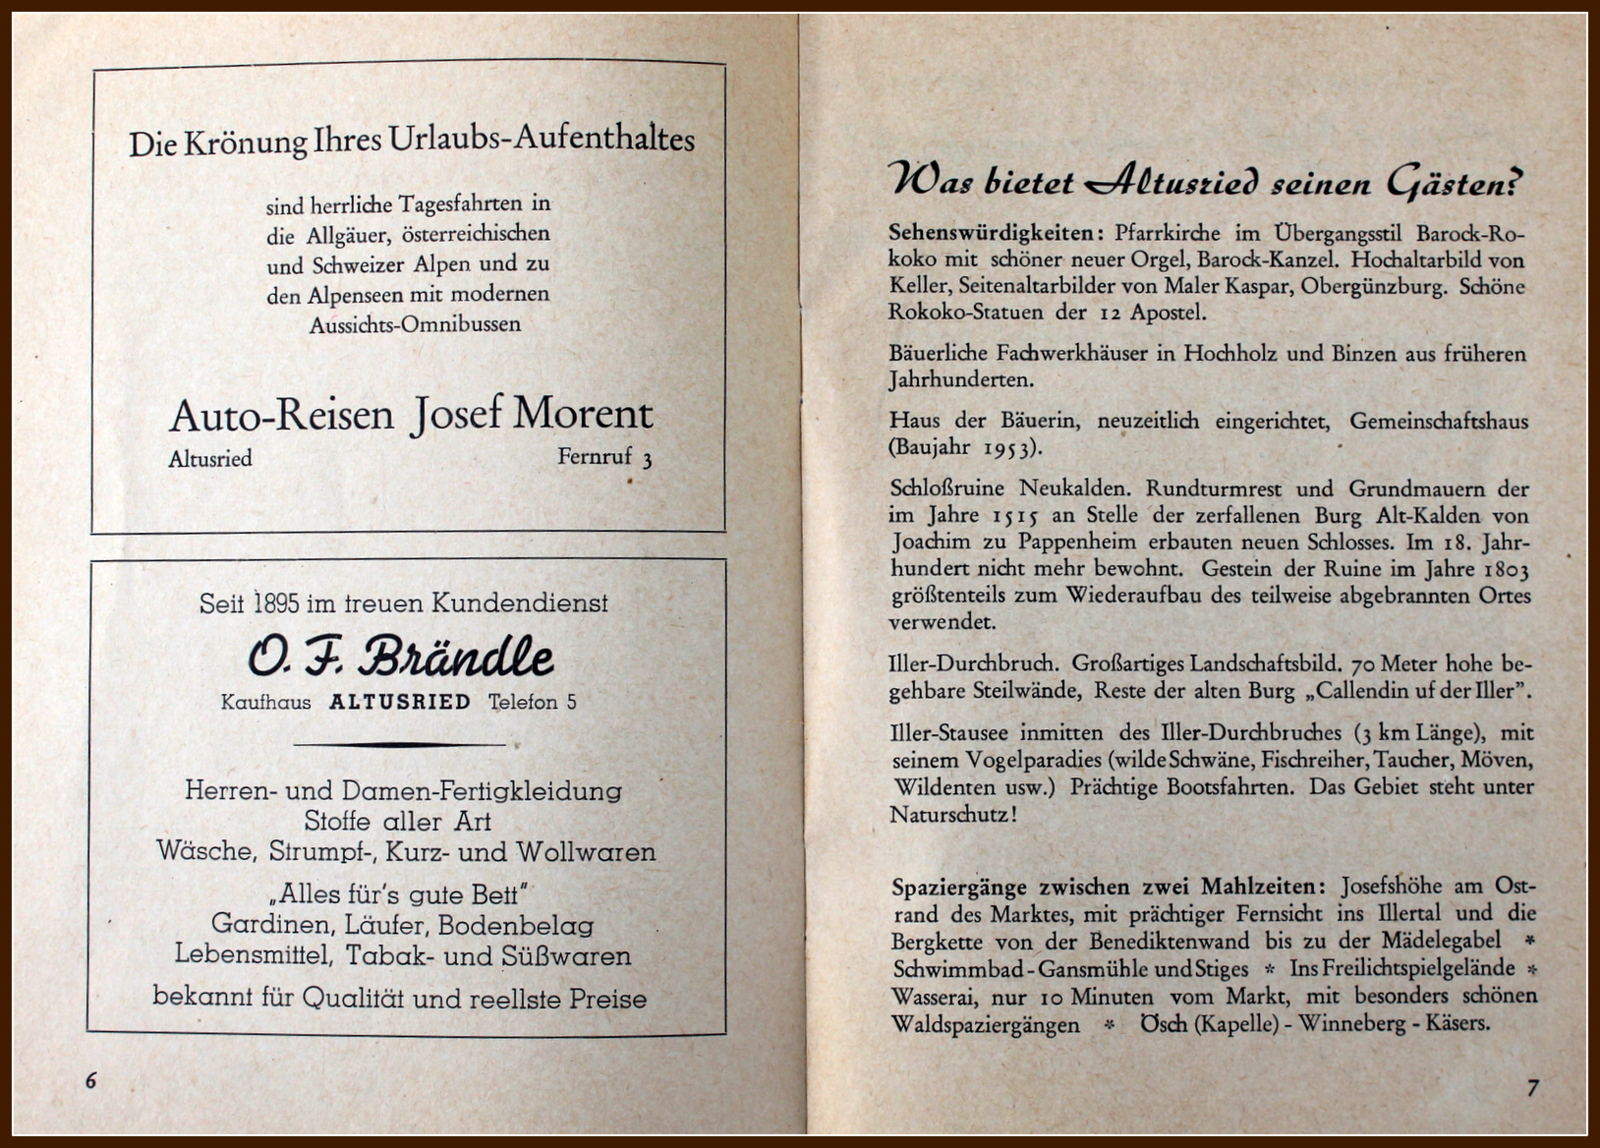 Die Krönung Ihres Urlaubs-Aufenthaltes
sind herrliche Tagesfahrten in
die Allgäuer, österreichischen
und Schweizer Alpen und zu
den Alpenseen mit modernen
Aussichts-Omnibussen
Auto-Reisen Josef Morent
Altusried Fernruf 3
Seit 1895 im treuen Kundendienst
O. F. Brändle
Kaufhaus ALTUSRIED Telefon 5
Herren- und Damen-Fertigkleidung
Stoffe aller Art
Wäsche, Strumpf-, Kurz- und Wollwaren
„Alles für's gute Bett"
Gardinen, Läufer, Bodenbelag
Lebensmittel, Tabak- und Süßwaren
bekannt für Qualität und reellste Preise
6
Was bietet Altusried seinen Gästen?
Sehenswürdigkeiten: Pfarrkirche im Übergangsstil Barock-Ro-
koko mit schöner neuer Orgel, Barock-Kanzel. Hochaltarbild von
Keller, Seitenaltarbilder von Maler Kaspar, Obergünzburg. Schöne
Rokoko-Statuen der 12 Apostel.
Bäuerliche Fachwerkhäuser in Hochholz und Binzen aus früheren
Jahrhunderten.
Haus der Bäuerin, neuzeitlich eingerichtet, Gemeinschaftshaus
(Baujahr 1953).
Schloßruine Neukalden. Rundturmrest und Grundmauern der
im Jahre 1515 an Stelle der zerfallenen Burg Alt-Kalden von
Joachim zu Pappenheim erbauten neuen Schlosses. Im 18. Jahr-
hundert nicht mehr bewohnt. Gestein der Ruine im Jahre 1803
größtenteils zum Wiederaufbau des teilweise abgebrannten Ortes
verwendet.
Iller-Durchbruch. Großartiges Landschaftsbild. 70 Meter hohe be-
gehbare Steilwände, Reste der alten Burg „Callendin uf der Iller”.
Iller-Stausee inmitten des Iller-Durchbruches (3 km Länge), mit
seinem Vogelparadies (wilde Schwäne, Fischreiher, Taucher, Möven,
Wildenten usw.) Prächtige Bootsfahrten. Das Gebiet steht unter
Naturschutz!
Spaziergänge zwischen zwei Mahlzeiten: Josefshöhe am Ost-
rand des Marktes, mit prächtiger Fernsicht ins Illertal und die
Bergkette von der Benediktenwand bis zu der Mädelegabel *
Schwimmbad-Gansmühle und Stiges * Ins Freilichtspielgelände *
Wasserai, nur 10 Minuten vom Markt, mit besonders schönen
Waldspaziergängen * Ösch (Kapelle) - Winneberg - Käsers.
7